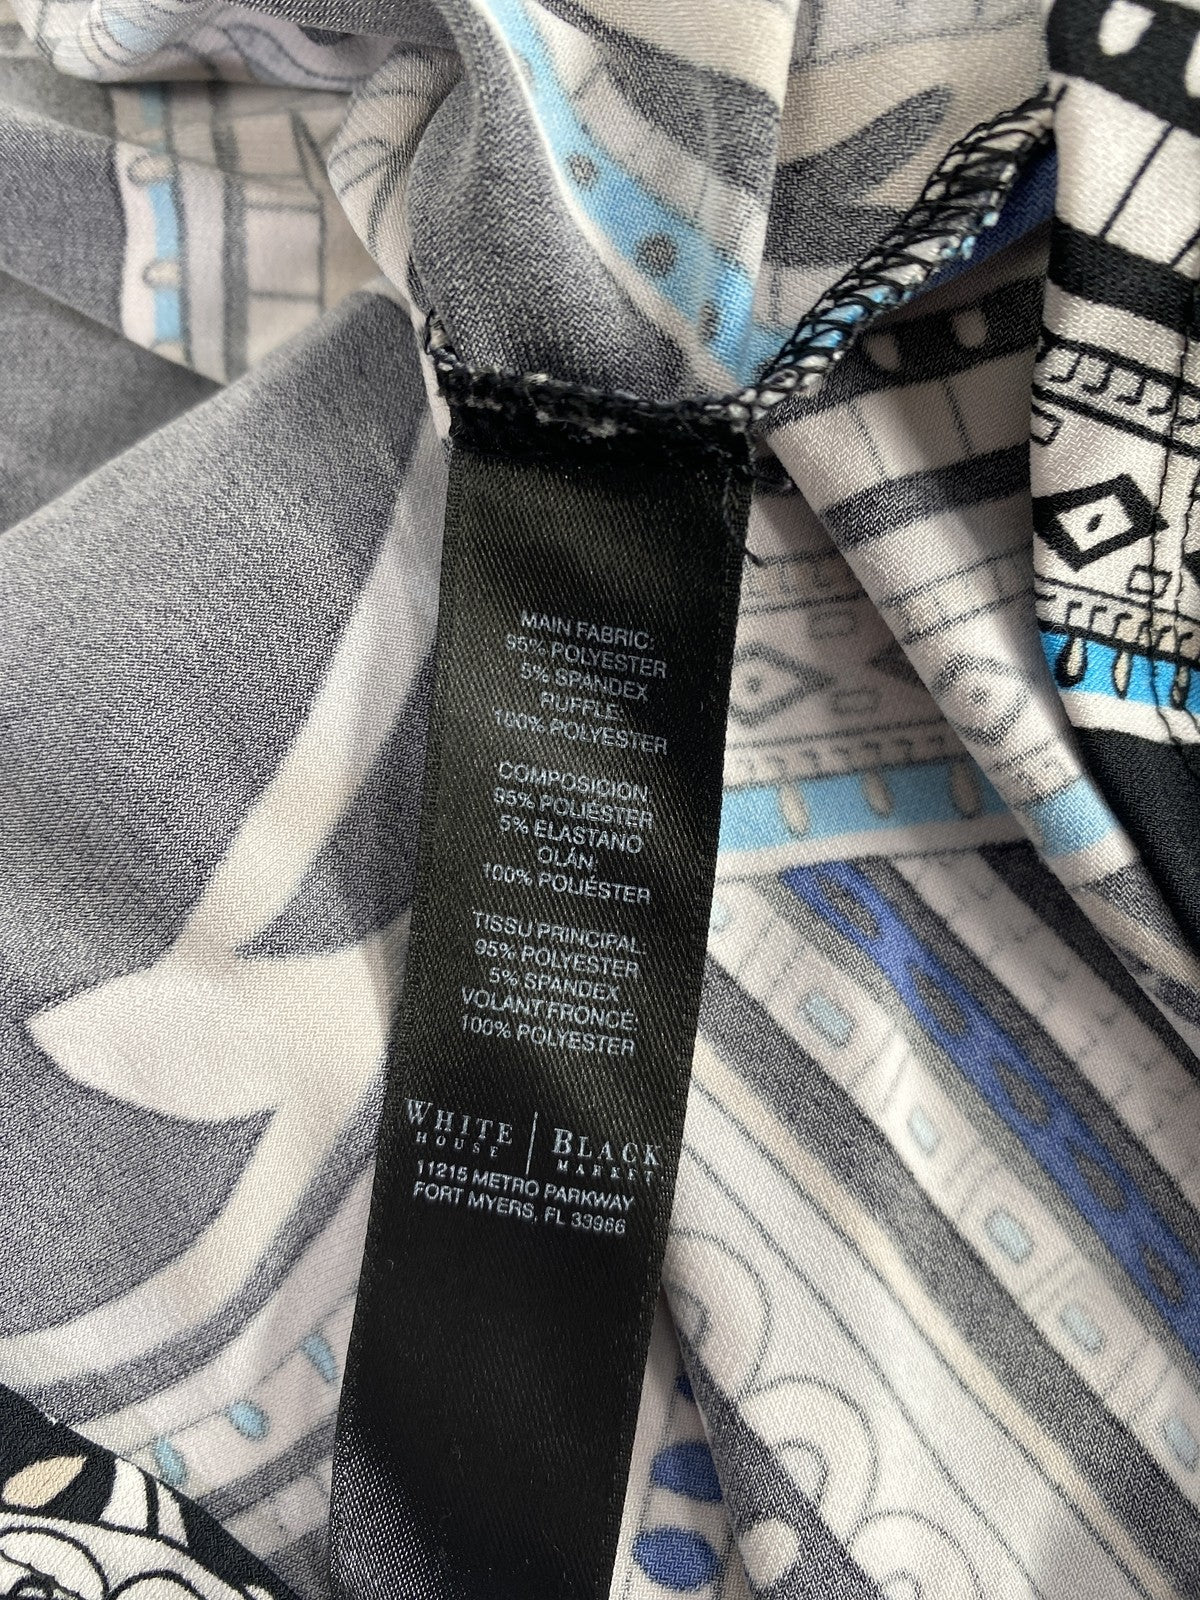 MAIN FABRIC:
95% POLYESTER
5% SPANDEX
RUFFLE:
100% POLYESTER
COMPOSICION:
95% POLIÉSTER
5% ELASTANO
OLÁN:
100% POLIÉSTER
TISSU PRINCIPAL:
95% POLYESTER
5% SPANDEX
VOLANT FRONCÉ:
100% POLYESTER
WHITE | BLACK
HOUSE MARKET
11215 METRO PARKWAY
FORT MYERS, FL 33966